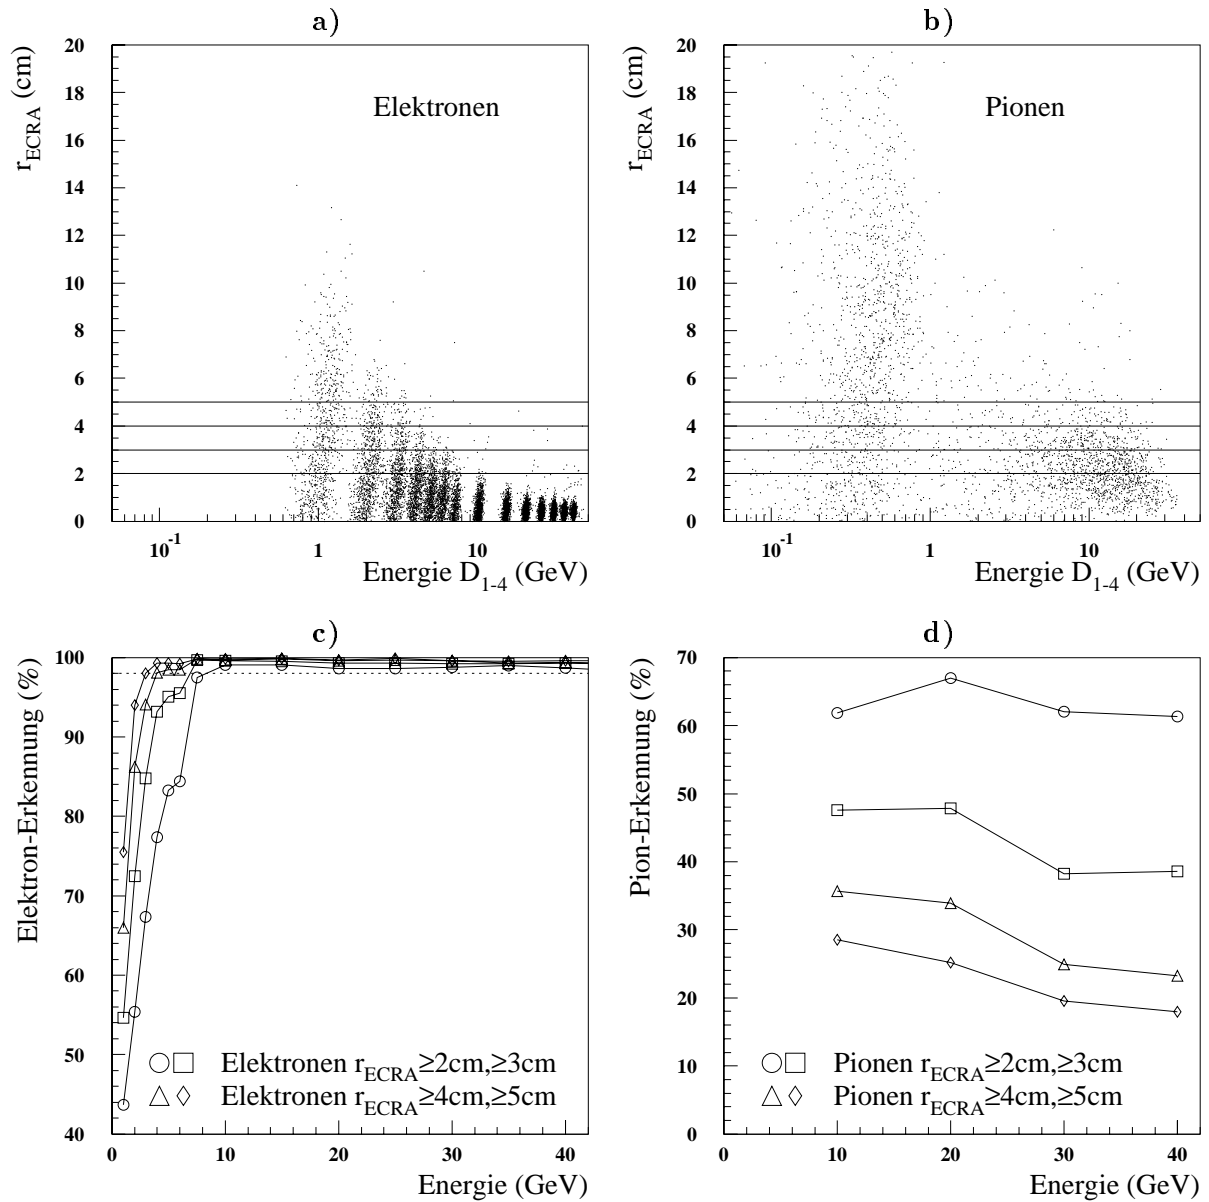 a)
20
18
16
14
12
10
8
6
4
2
0
r_ECRA (cm)
Elektronen
10^-1
1
10
Energie D_1-4 (GeV)
b)
20
18
16
14
12
10
8
6
4
2
0
r_ECRA (cm)
Pionen
10^-1
1
10
Energie D_1-4 (GeV)
c)
100
90
80
70
60
50
40
Elektron-Erkennung (%)
Elektronen r_ECRA≥2cm,≥3cm
Elektronen r_ECRA≥4cm,≥5cm
0
10
20
30
40
Energie (GeV)
d)
70
60
50
40
30
20
10
0
Pion-Erkennung (%)
Pionen r_ECRA≥2cm,≥3cm
Pionen r_ECRA≥4cm,≥5cm
0
10
20
30
40
Energie (GeV)